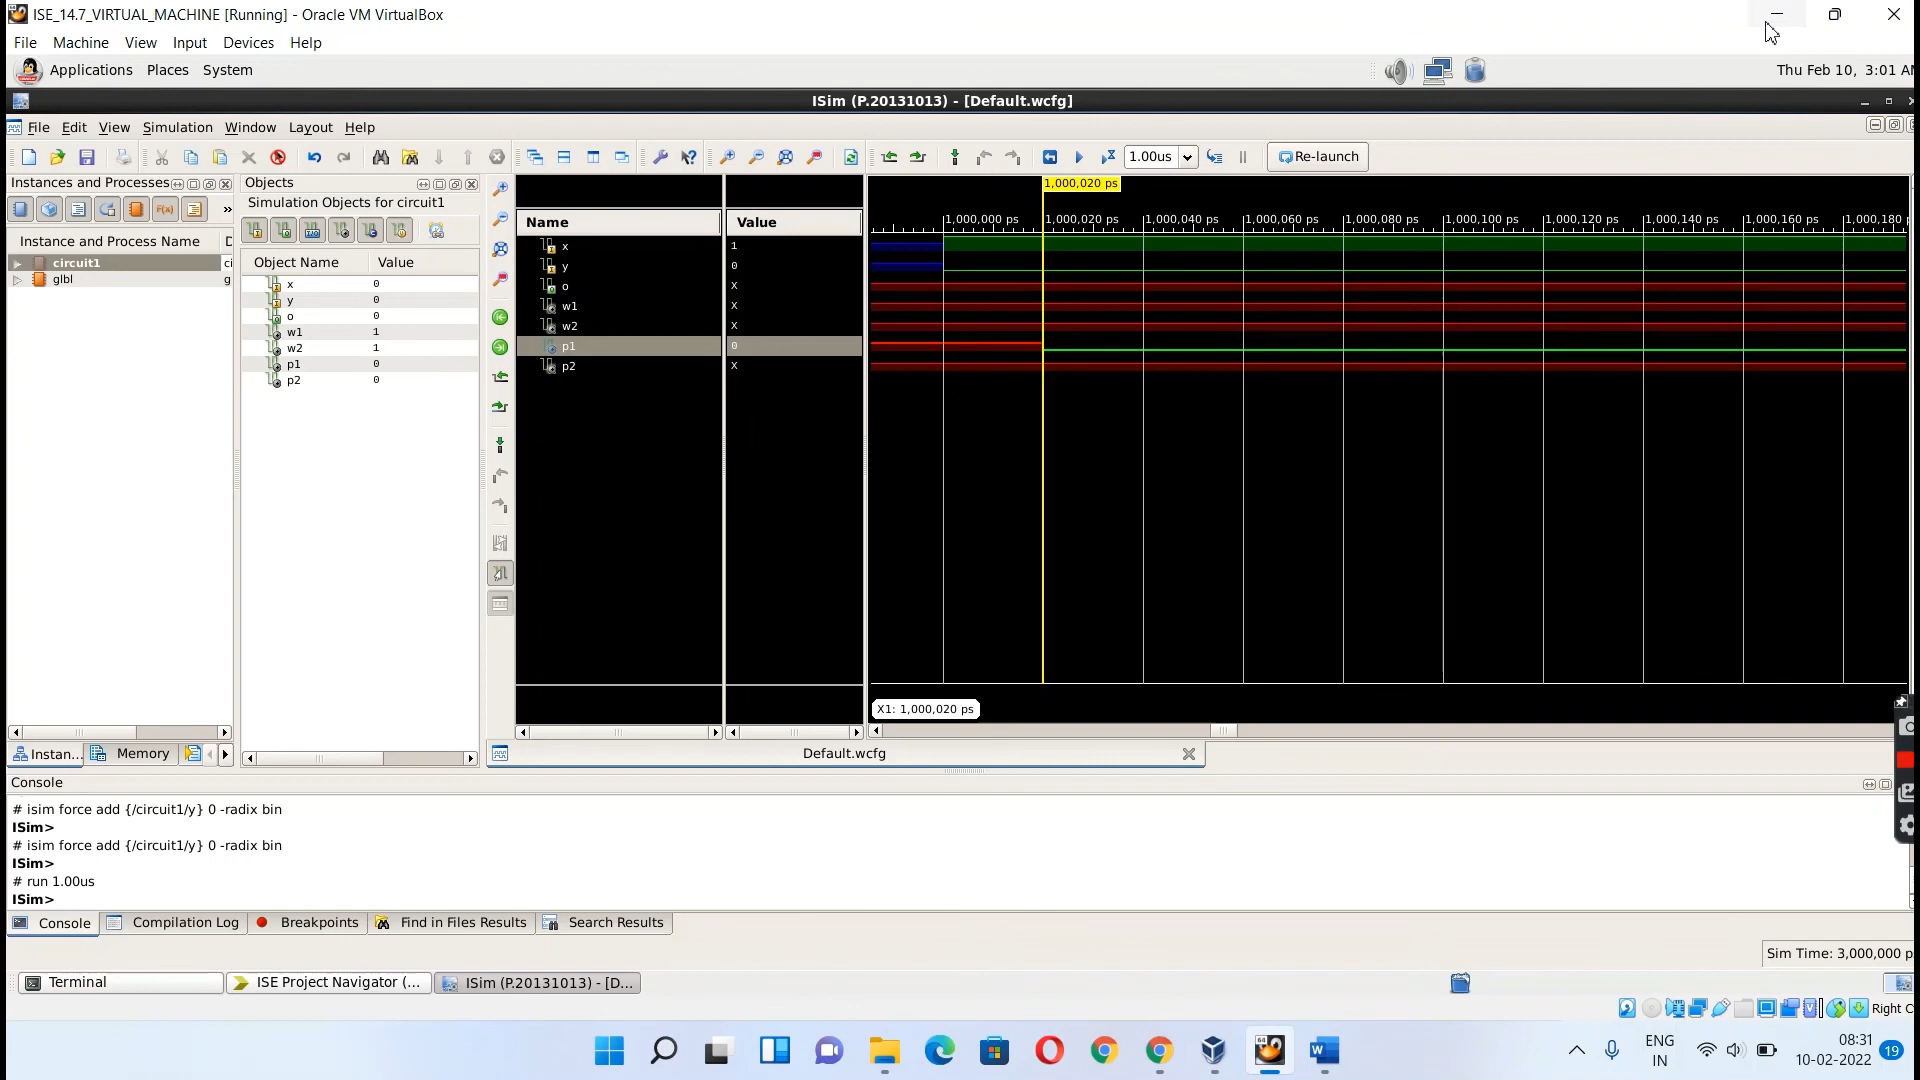 ISE_14.7_VIRTUAL_MACHINE [Running] - Oracle VM VirtualBox
File Machine View Input Devices Help
Applications Places System
Thu Feb 10, 3:01 AM
ISim (P.20131013) - [Default.wcfg]
File Edit View Simulation Window Layout Help
1.00us
Re-launch
Instances and Processes
Instance and Process Name D
circuit1 ci
glbl g
Instan...
Memory
Objects
Simulation Objects for circuit1
Object Name Value
x 0
y 0
o 0
w1 1
w2 1
p1 0
p2 0
Name Value
x 1
y 0
o X
w1 X
w2 X
p1 0
p2 X
1,000,020 ps
1,000,000 ps 1,000,020 ps 1,000,040 ps 1,000,060 ps 1,000,080 ps 1,000,100 ps 1,000,120 ps 1,000,140 ps 1,000,160 ps 1,000,180 p
X1: 1,000,020 ps
Default.wcfg
Console
# isim force add {/circuit1/y} 0 -radix bin
ISim>
# isim force add {/circuit1/y} 0 -radix bin
ISim>
# run 1.00us
ISim>
Console Compilation Log Breakpoints Find in Files Results Search Results
Sim Time: 3,000,000 p
Terminal ISE Project Navigator (... ISim (P.20131013) - [D...
Right C
ENG
IN
08:31
10-02-2022
19